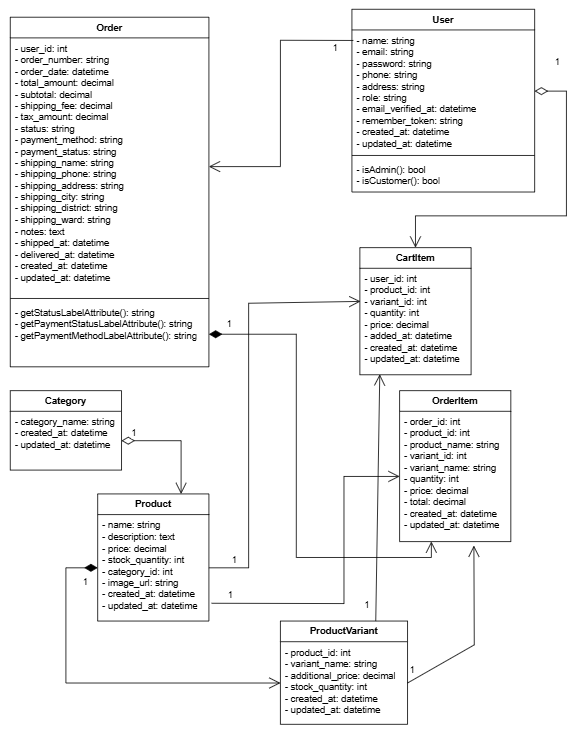 Order
- user_id: int
- order_number: string
- order_date: datetime
- total_amount: decimal
- subtotal: decimal
- shipping_fee: decimal
- tax_amount: decimal
- status: string
- payment_method: string
- payment_status: string
- shipping_name: string
- shipping_phone: string
- shipping_address: string
- shipping_city: string
- shipping_district: string
- shipping_ward: string
- notes: text
- shipped_at: datetime
- delivered_at: datetime
- created_at: datetime
- updated_at: datetime
- getStatusLabelAttribute(): string
- getPaymentStatusLabelAttribute(): string
- getPaymentMethodLabelAttribute(): string
1
User
- name: string
- email: string
- password: string
- phone: string
- address: string
- role: string
- email_verified_at: datetime
- remember_token: string
- created_at: datetime
- updated_at: datetime
- isAdmin(): bool
- isCustomer(): bool
1
1
CartItem
- user_id: int
- product_id: int
- variant_id: int
- quantity: int
- price: decimal
- added_at: datetime
- created_at: datetime
- updated_at: datetime
Category
- category_name: string
- created_at: datetime
- updated_at: datetime
1
OrderItem
- order_id: int
- product_id: int
- product_name: string
- variant_id: int
- variant_name: string
- quantity: int
- price: decimal
- total: decimal
- created_at: datetime
- updated_at: datetime
Product
- name: string
- description: text
- price: decimal
- stock_quantity: int
- category_id: int
- image_url: string
- created_at: datetime
- updated_at: datetime
1
1
1
ProductVariant
- product_id: int
- variant_name: string
- additional_price: decimal
- stock_quantity: int
- created_at: datetime
- updated_at: datetime
1
1